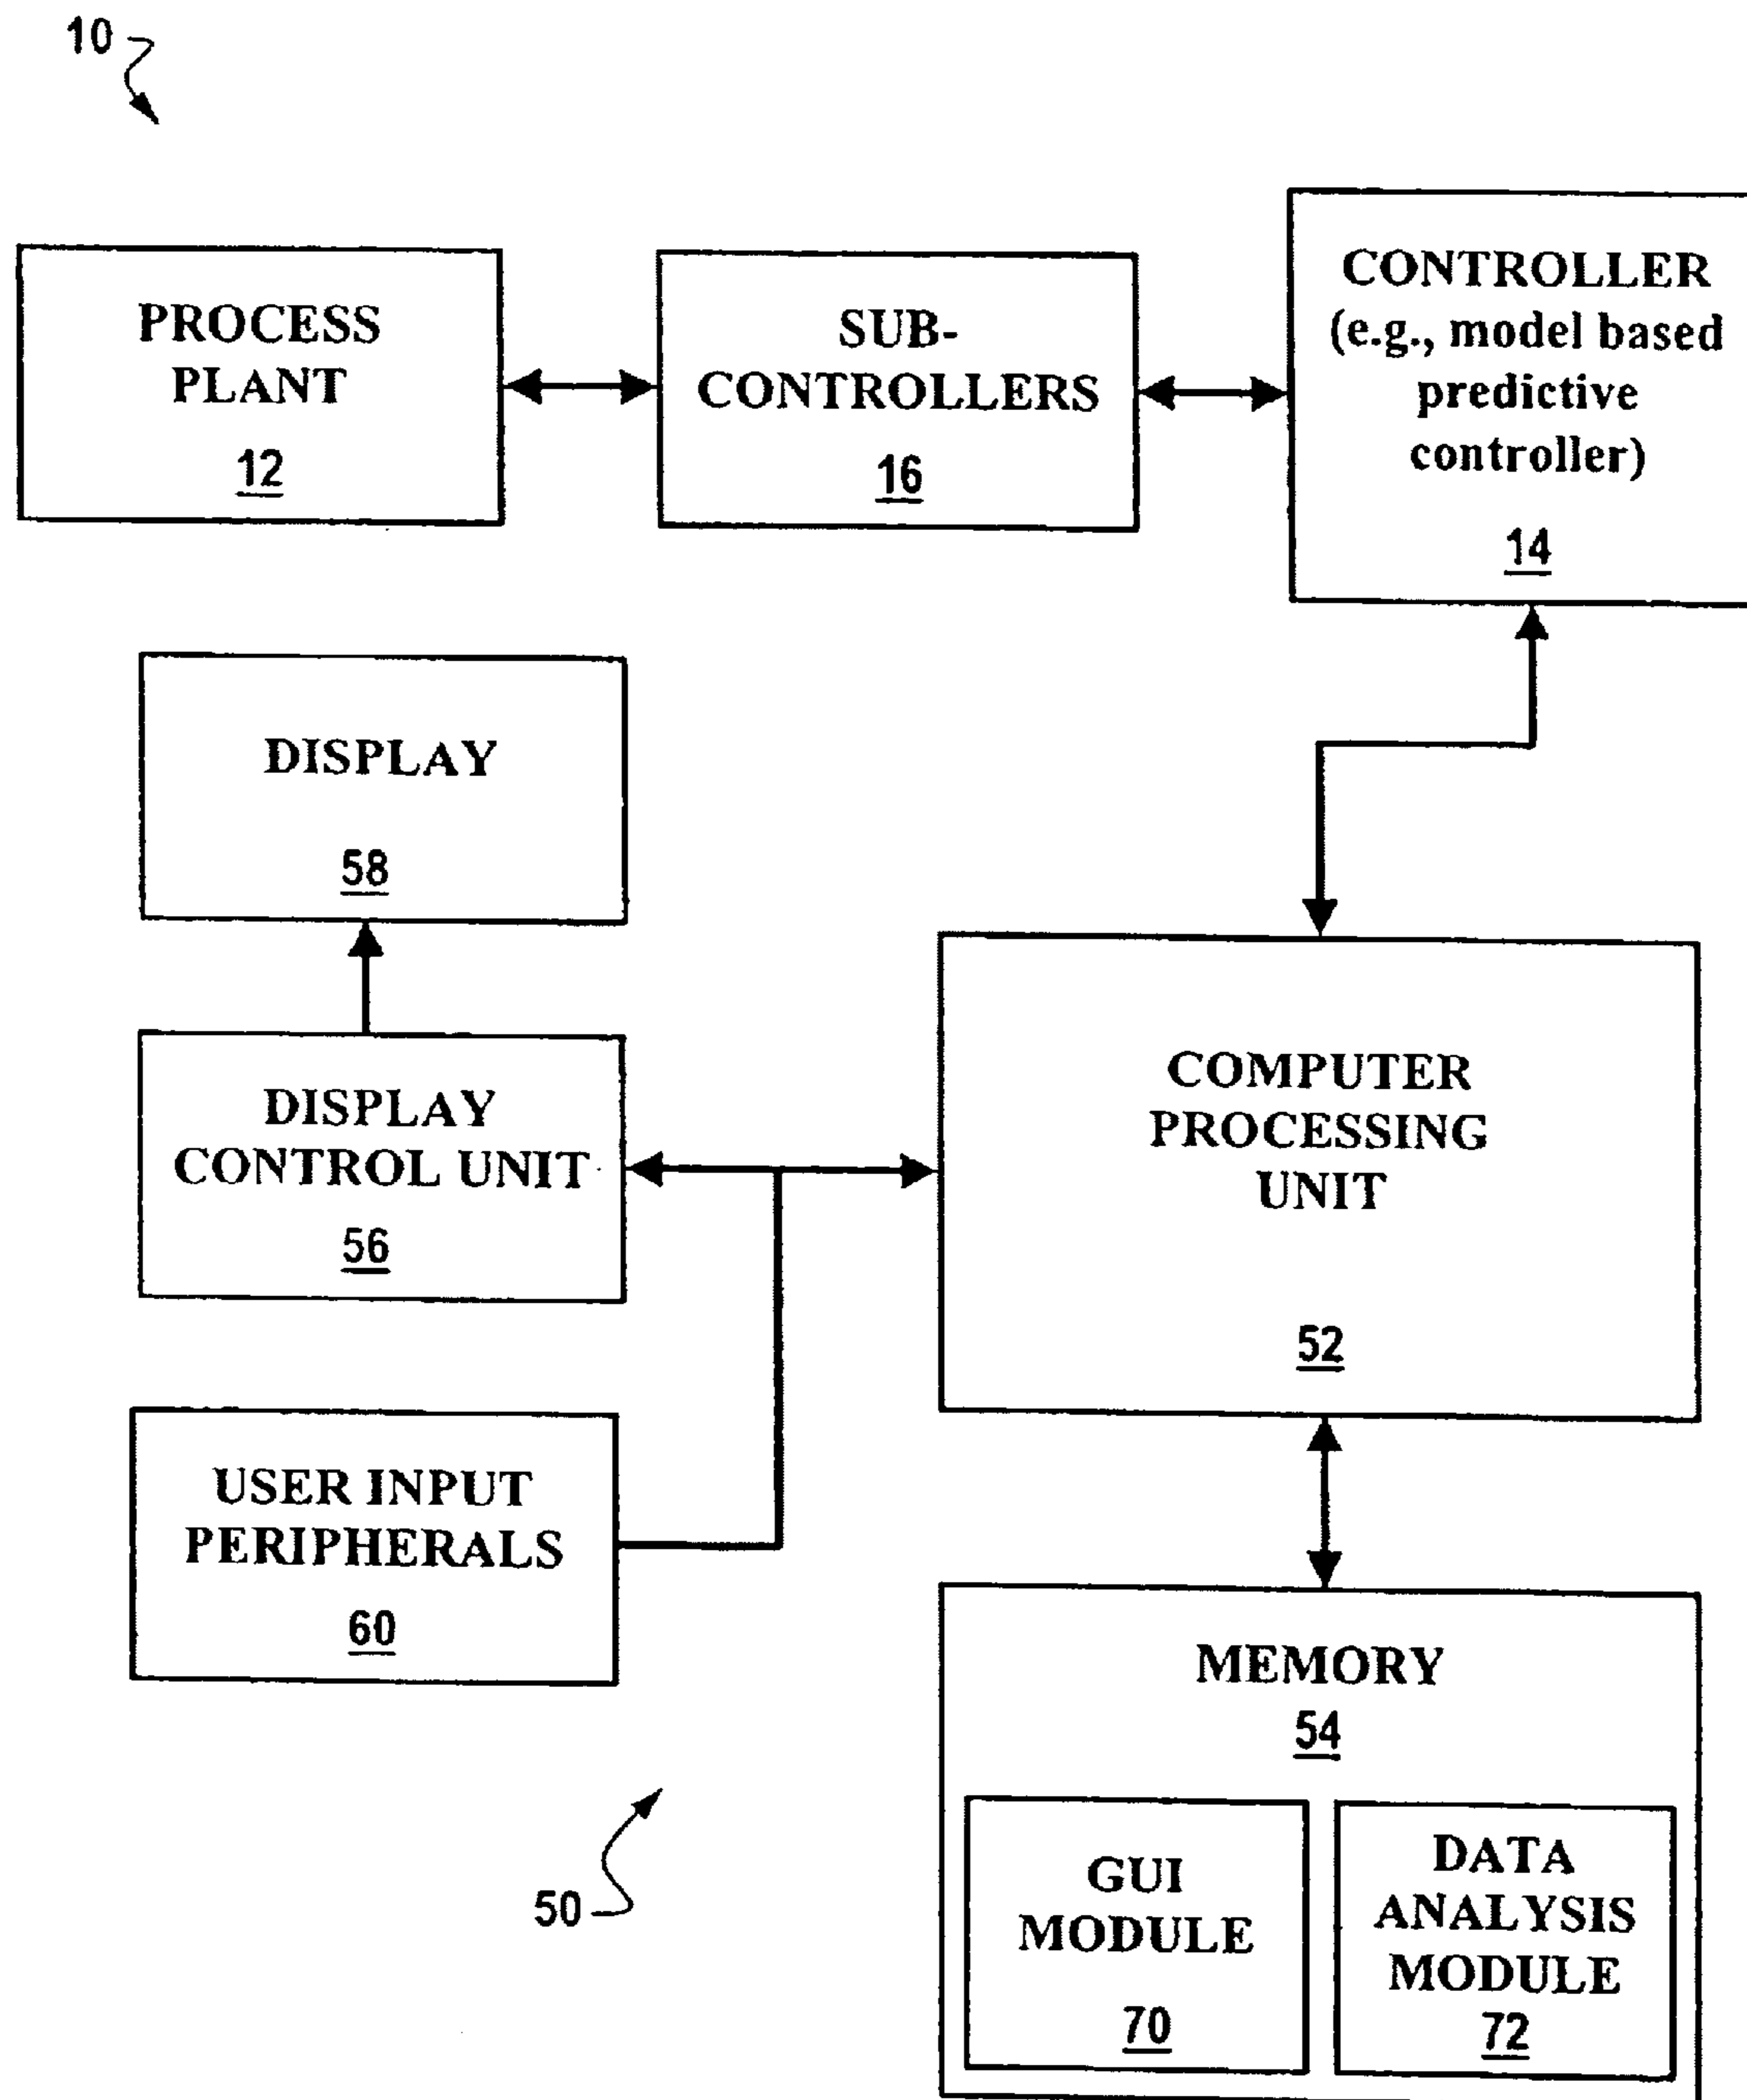 10
PROCESS
PLANT
12
SUB-
CONTROLLERS
16
CONTROLLER
(e.g., model based
predictive
controller)
14
DISPLAY
58
DISPLAY
CONTROL UNIT
56
COMPUTER
PROCESSING
UNIT
52
USER INPUT
PERIPHERALS
60
MEMORY
54
GUI
MODULE
70
DATA
ANALYSIS
MODULE
72
50